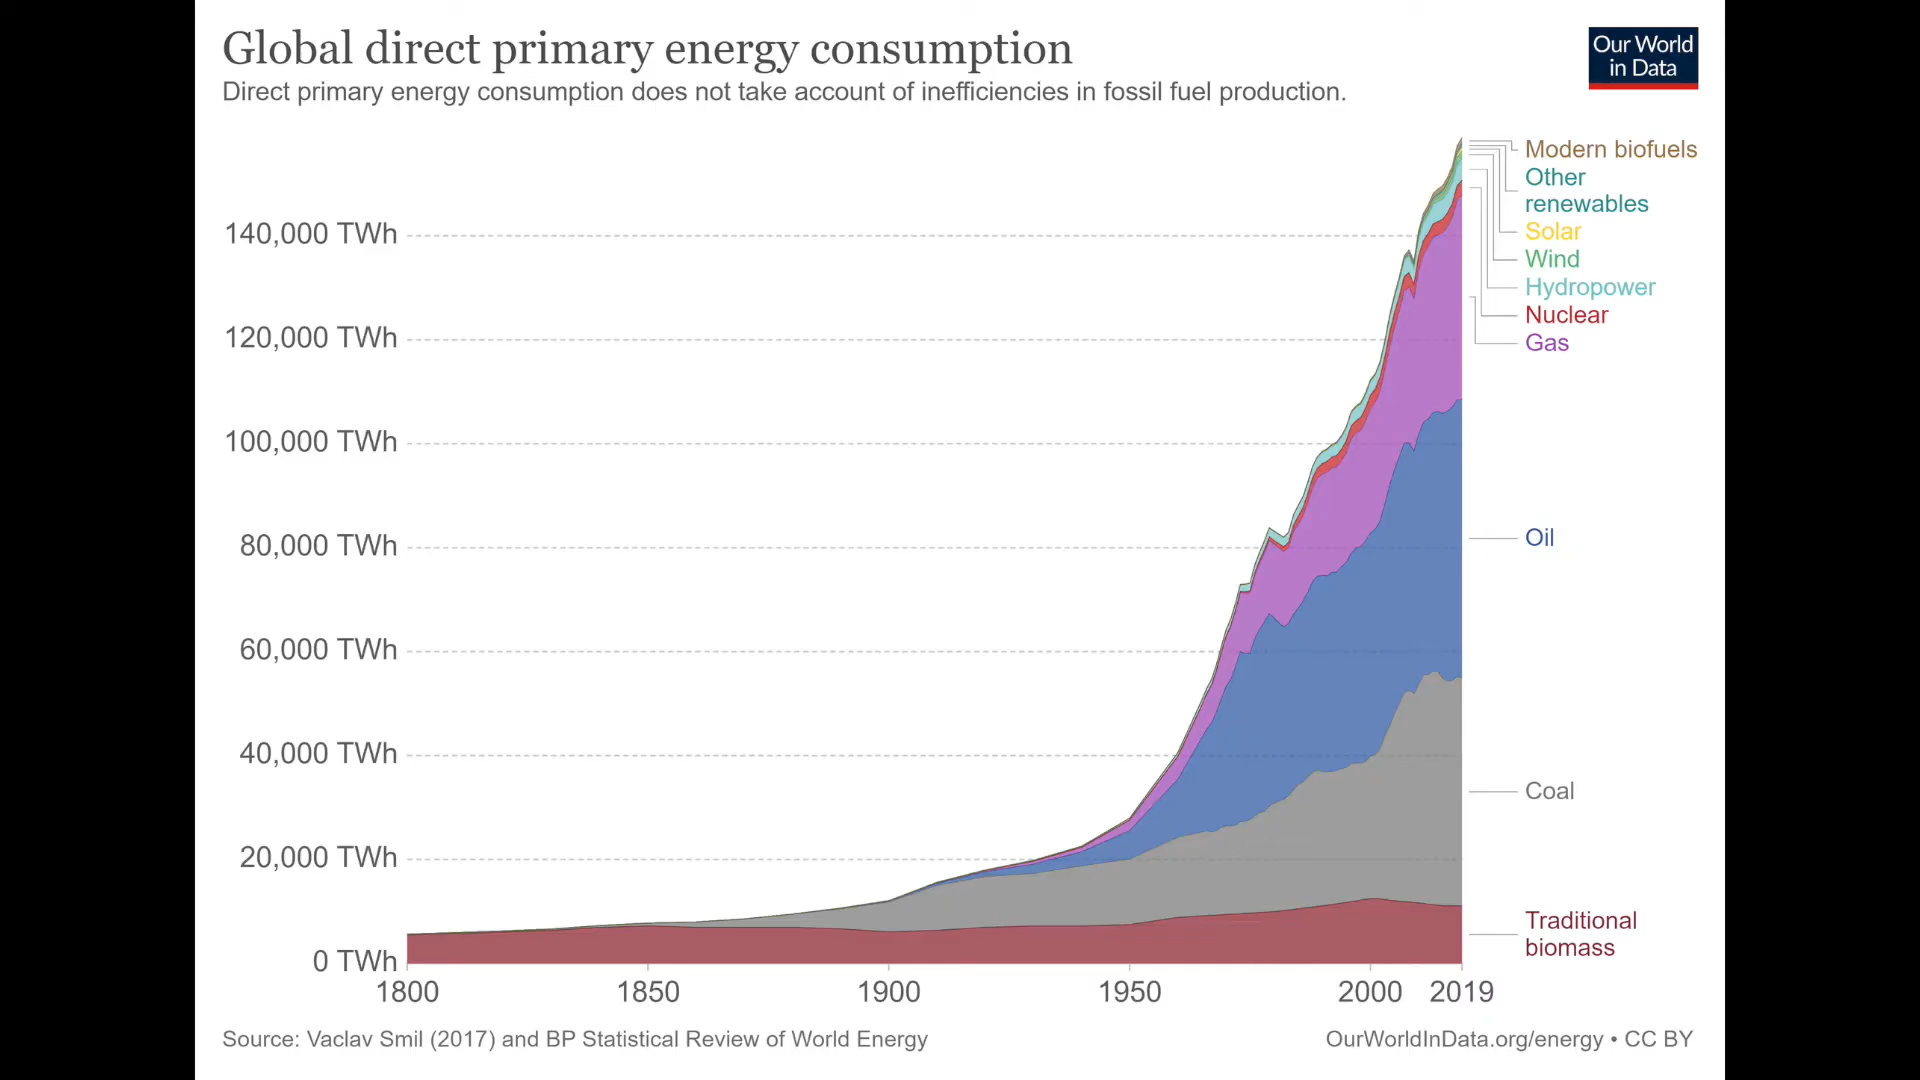 Global direct primary energy consumption
Direct primary energy consumption does not take account of inefficiencies in fossil fuel production.
Our World
in Data
Modern biofuels
Other
renewables
Solar
Wind
Hydropower
Nuclear
Gas
Oil
Coal
Traditional
biomass
140,000 TWh
120,000 TWh
100,000 TWh
80,000 TWh
60,000 TWh
40,000 TWh
20,000 TWh
0 TWh
1800 1850 1900 1950 2000 2019
Source: Vaclav Smil (2017) and BP Statistical Review of World Energy
OurWorldInData.org/energy • CC BY